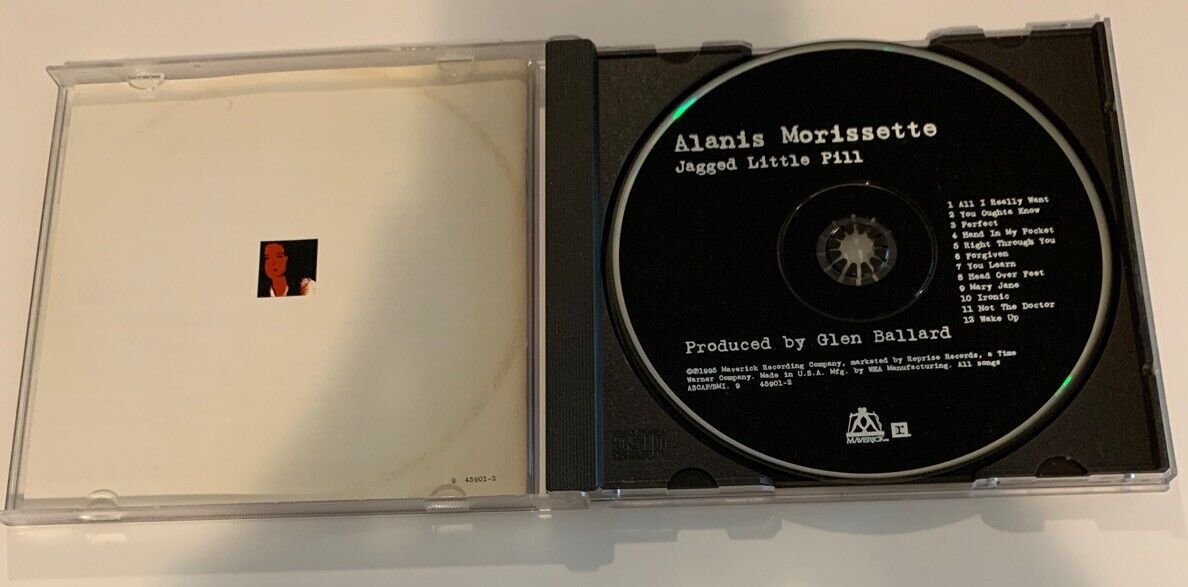 9 45901-2
Alanis Morissette
Jagged Little Pill
1 All I Really Want
2 You Oughta Know
3 Perfect
4 Hand In My Pocket
5 Right Through You
6 Forgiven
7 You Learn
8 Head Over Feet
9 Mary Jane
10 Ironic
11 Not The Doctor
12 Wake Up
Produced by Glen Ballard
©℗1995 Maverick Recording Company, marketed by Reprise Records, a Time
Warner Company. Made in U.S.A. Mfg. by WEA Manufacturing. All songs
ASCAP/BMI. 9 45901-2
MAVERICK
r